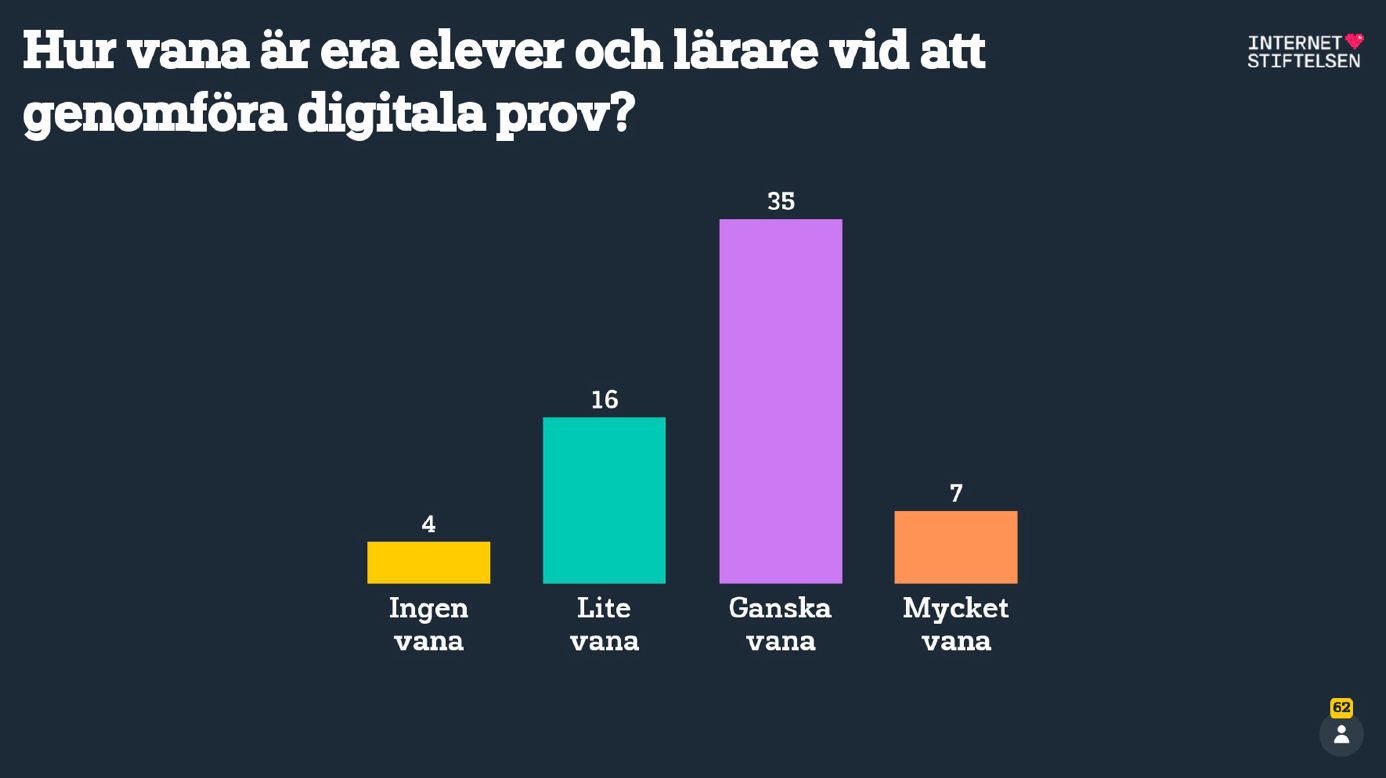 Hur vana är era elever och lärare vid att
genomföra digitala prov?
INTERNET
STIFTELSEN
35
16
7
4
Ingen
vana
Lite
vana
Ganska
vana
Mycket
vana
62